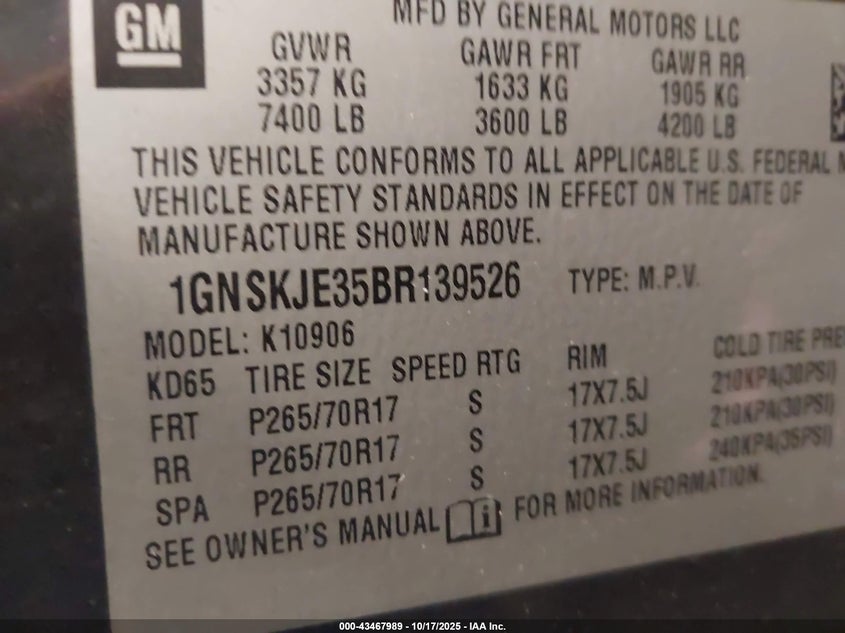 GM
MFD BY GENERAL MOTORS LLC
GVWR GAWR FRT GAWR RR
3357 KG 1633 KG 1905 KG
7400 LB 3600 LB 4200 LB
THIS VEHICLE CONFORMS TO ALL APPLICABLE U.S. FEDERAL M
VEHICLE SAFETY STANDARDS IN EFFECT ON THE DATE OF
MANUFACTURE SHOWN ABOVE.
1GNSKJE35BR139526 TYPE: M.P.V.
MODEL: K10906
KD65 TIRE SIZE SPEED RTG RIM COLD TIRE PRE
FRT P265/70R17 S 17X7.5J 210KPA(30PSI)
RR P265/70R17 S 17X7.5J 210KPA(30PSI)
SPA P265/70R17 S 17X7.5J 240KPA(35PSI)
SEE OWNER'S MANUAL FOR MORE INFORMATION.
000-43467989 - 10/17/2025 - IAA Inc.